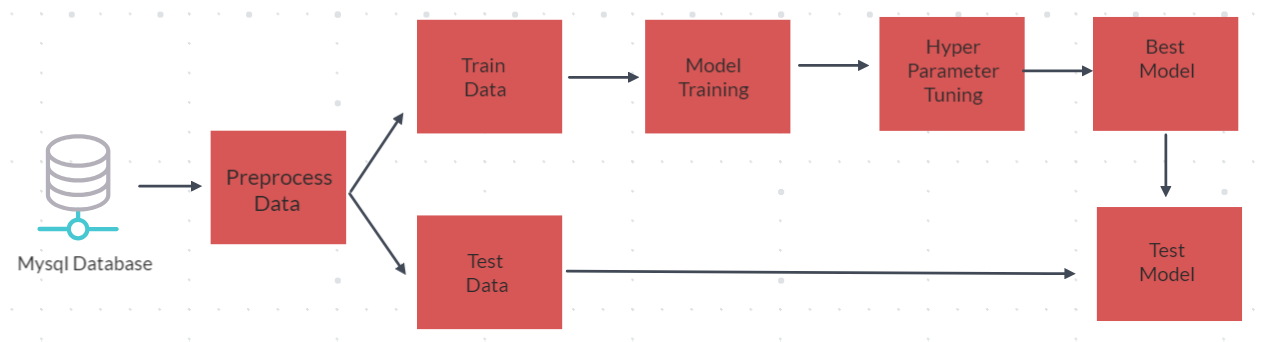 Mysql Database
Preprocess
Data
Train
Data
Model
Training
Hyper
Parameter
Tuning
Best
Model
Test
Data
Test
Model